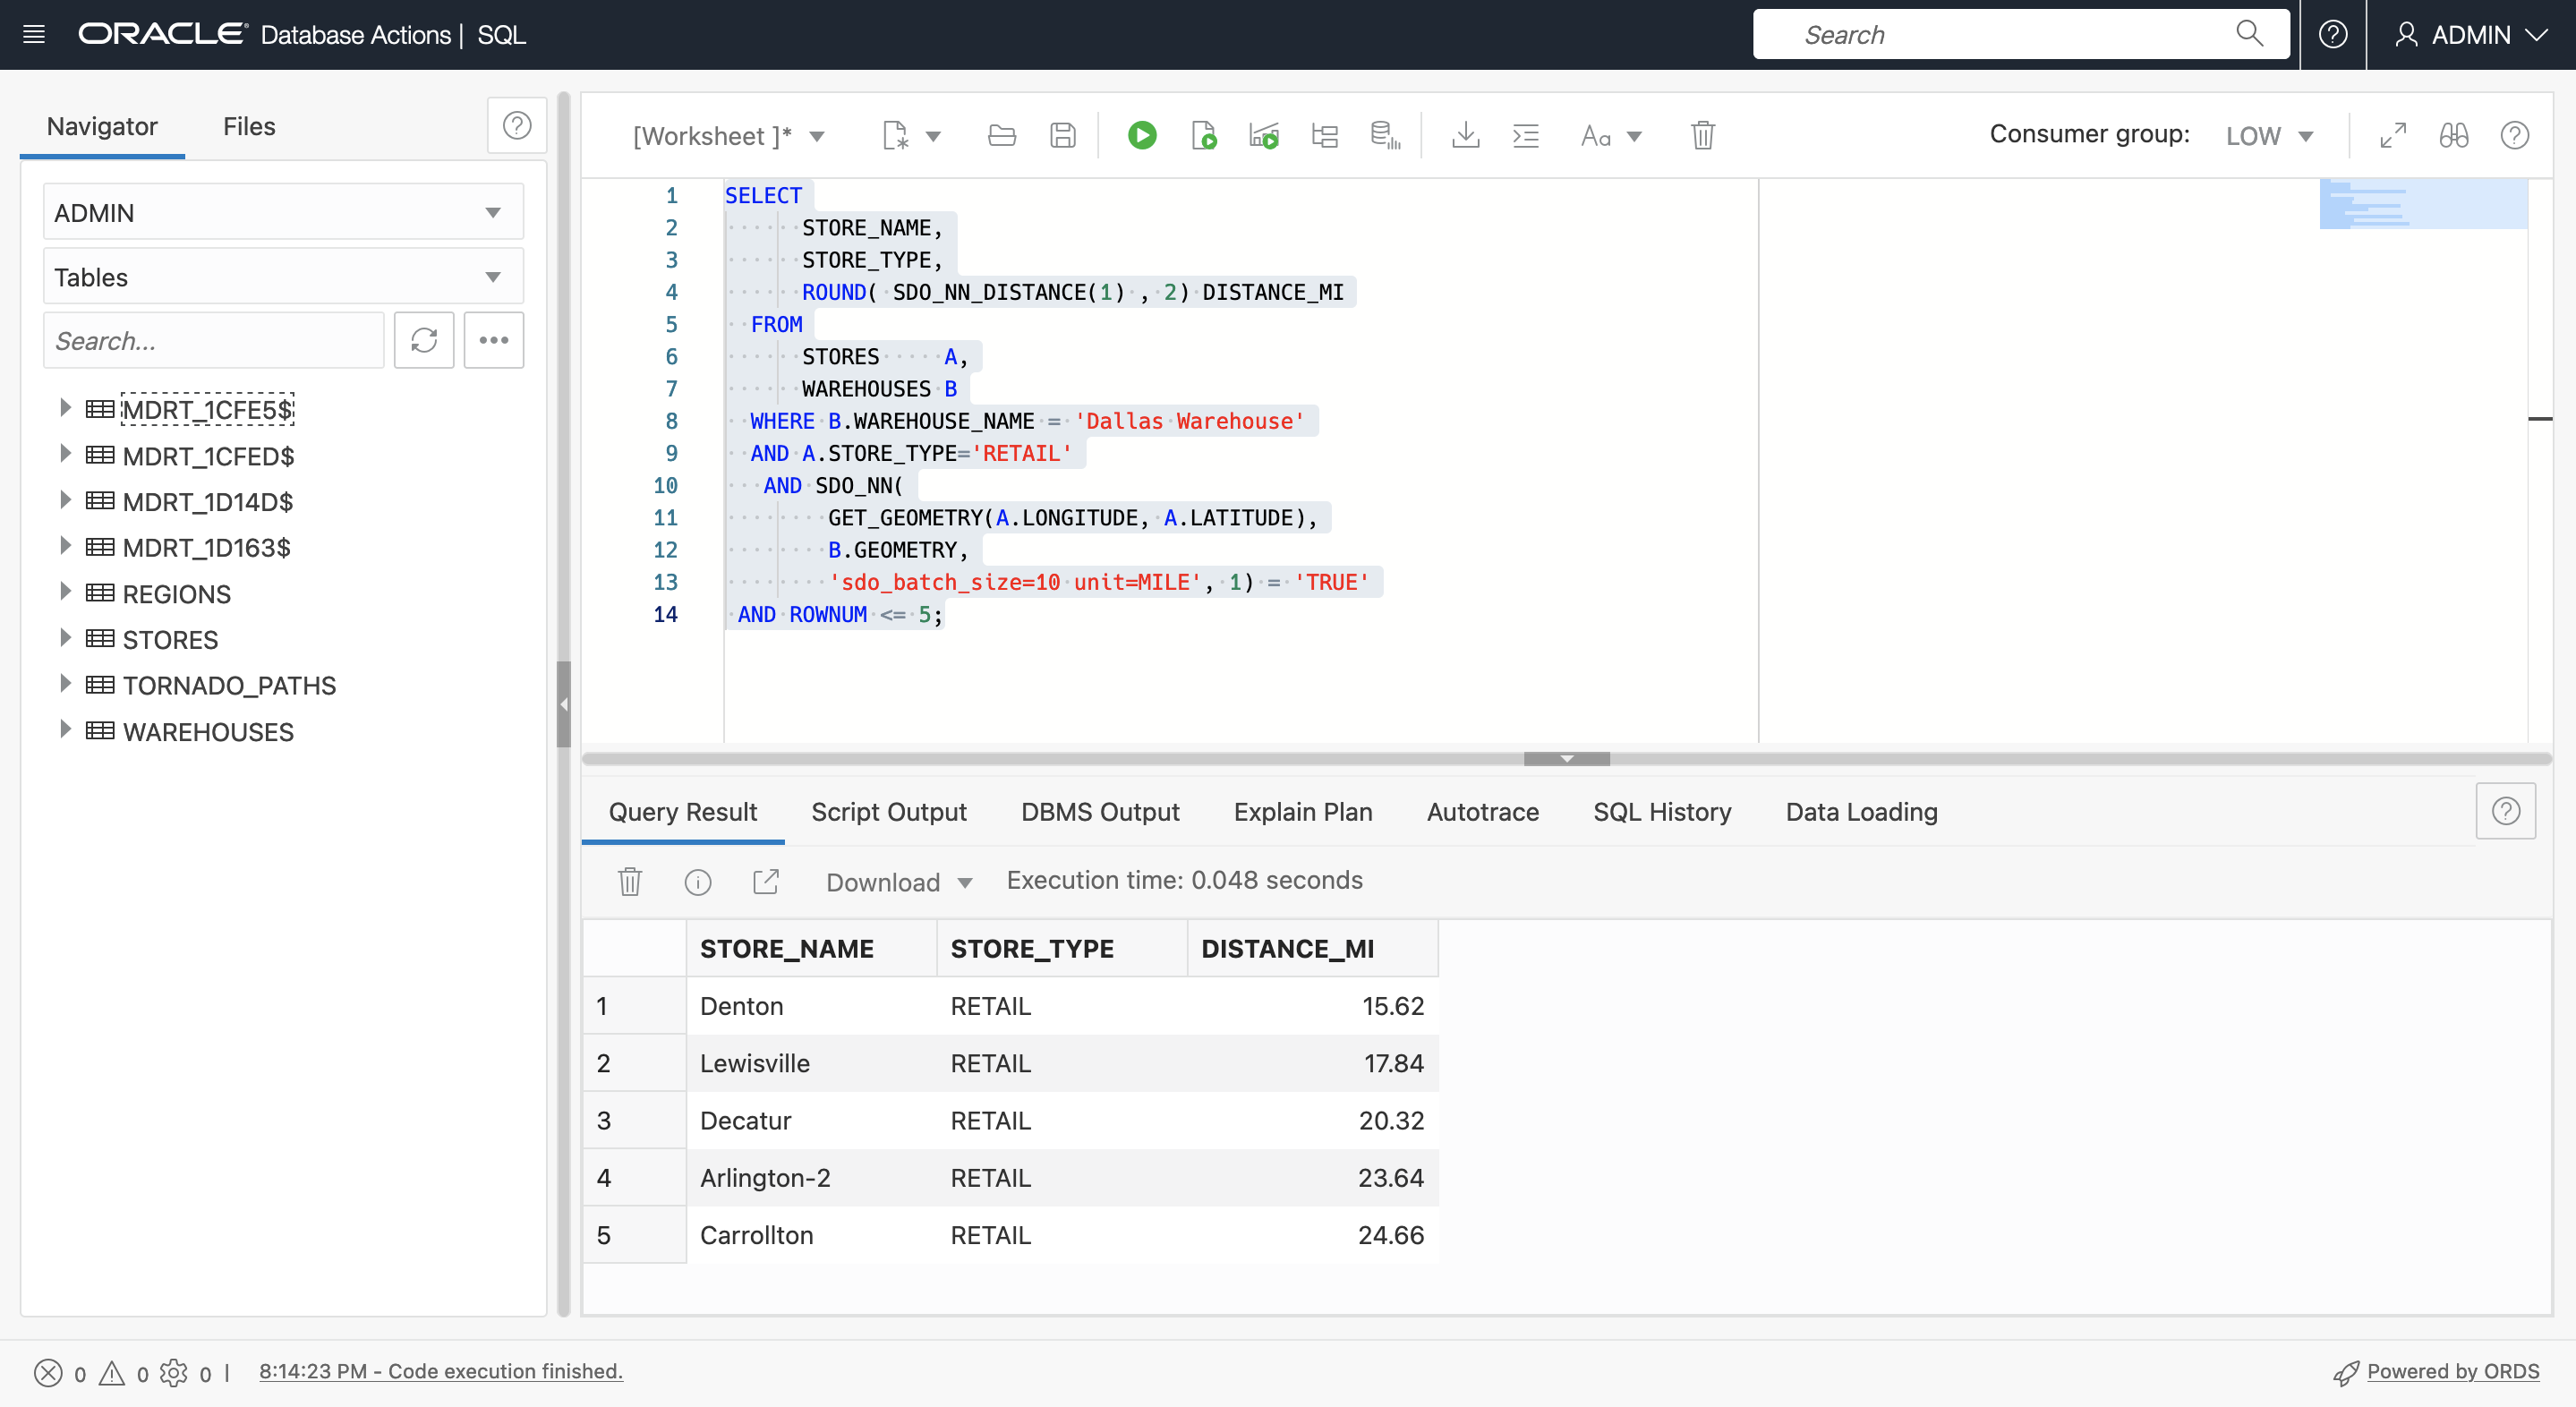 ORACLE Database Actions | SQL
Search
ADMIN
Navigator
Files
ADMIN
Tables
Search...
MDRT_1CFE5$
MDRT_1CFED$
MDRT_1D14D$
MDRT_1D163$
REGIONS
STORES
TORNADO_PATHS
WAREHOUSES
[Worksheet ]*
Aa
Consumer group: LOW
1 SELECT
2 STORE_NAME,
3 STORE_TYPE,
4 ROUND( SDO_NN_DISTANCE(1) , 2) DISTANCE_MI
5 FROM
6 STORES A,
7 WAREHOUSES B
8 WHERE B.WAREHOUSE_NAME = 'Dallas Warehouse'
9 AND A.STORE_TYPE='RETAIL'
10 AND SDO_NN(
11 GET_GEOMETRY(A.LONGITUDE, A.LATITUDE),
12 B.GEOMETRY,
13 'sdo_batch_size=10 unit=MILE', 1) = 'TRUE'
14 AND ROWNUM <= 5;
Query Result Script Output DBMS Output Explain Plan Autotrace SQL History Data Loading
Download Execution time: 0.048 seconds
STORE_NAME STORE_TYPE DISTANCE_MI
1 Denton RETAIL 15.62
2 Lewisville RETAIL 17.84
3 Decatur RETAIL 20.32
4 Arlington-2 RETAIL 23.64
5 Carrollton RETAIL 24.66
0 0 0 | 8:14:23 PM - Code execution finished.
Powered by ORDS